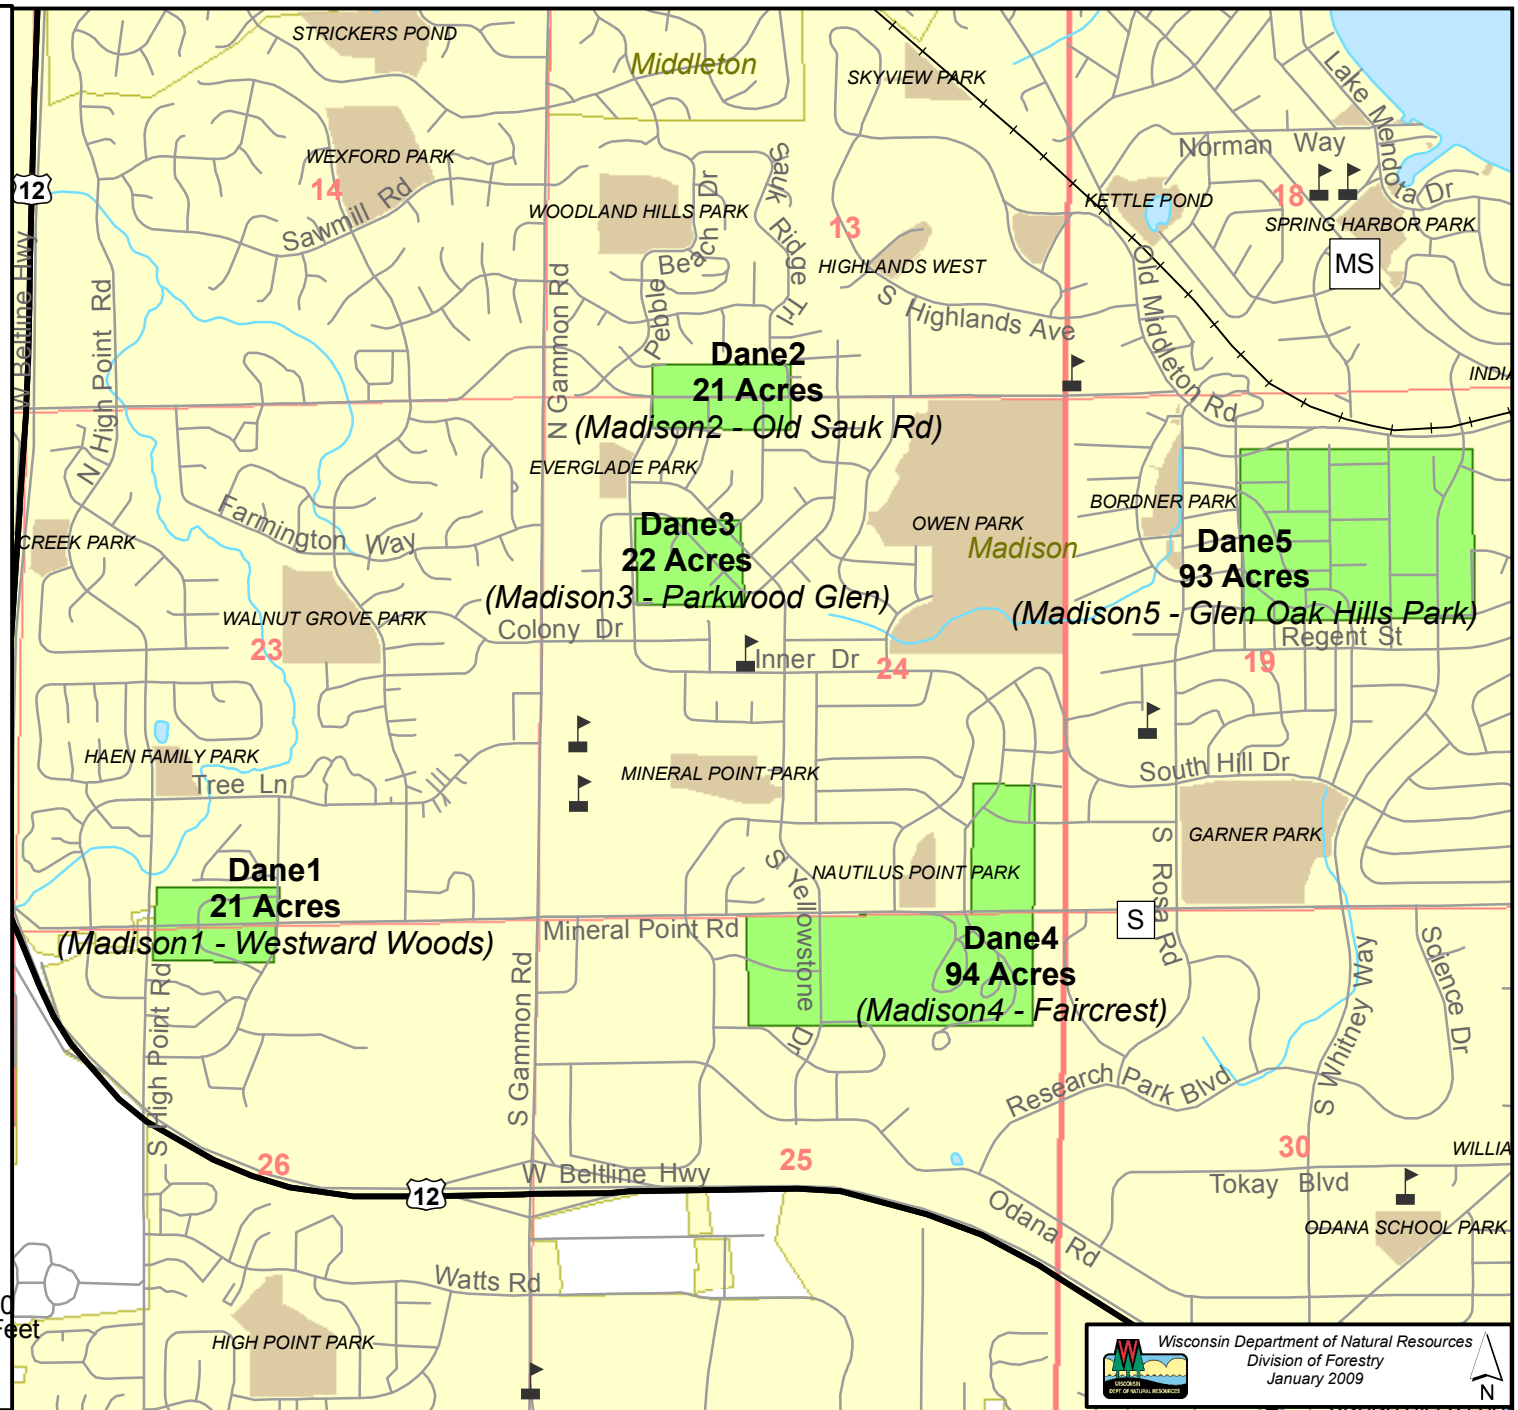 STRICKERS POND
Middleton
SKYVIEW PARK
Lake Mendota Dr
Norman Way
WEXFORD PARK
14
Sawmill Rd
12
W Beltline Hwy
N High Point Rd
WOODLAND HILLS PARK
Pebble Beach Dr
Sauk Ridge Trl
13
HIGHLANDS WEST
S Highlands Ave
KETTLE POND
18
SPRING HARBOR PARK
MS
Old Middleton Rd
N Gammon Rd
Dane2
21 Acres
(Madison2 - Old Sauk Rd)
INDIA
EVERGLADE PARK
Farmington Way
CREEK PARK
Dane3
22 Acres
(Madison3 - Parkwood Glen)
OWEN PARK
Madison
BORDNER PARK
Dane5
93 Acres
(Madison5 - Glen Oak Hills Park)
WALNUT GROVE PARK
23
Colony Dr
Inner Dr
24
Regent St
19
HAEN FAMILY PARK
Tree Ln
MINERAL POINT PARK
South Hill Dr
GARNER PARK
S Rosa Rd
NAUTILUS POINT PARK
S Yellowstone Dr
Dane1
21 Acres
(Madison1 - Westward Woods)
Mineral Point Rd
S
Dane4
94 Acres
(Madison4 - Faircrest)
S Whitney Way
Science Dr
S High Point Rd
S Gammon Rd
Research Park Blvd
26
25
30
W Beltline Hwy
12
Tokay Blvd
WILLIA
Odana Rd
ODANA SCHOOL PARK
Watts Rd
0
Feet
HIGH POINT PARK
Wisconsin Department of Natural Resources
Division of Forestry
January 2009
W
WISCONSIN
DEPT. OF NATURAL RESOURCES
N